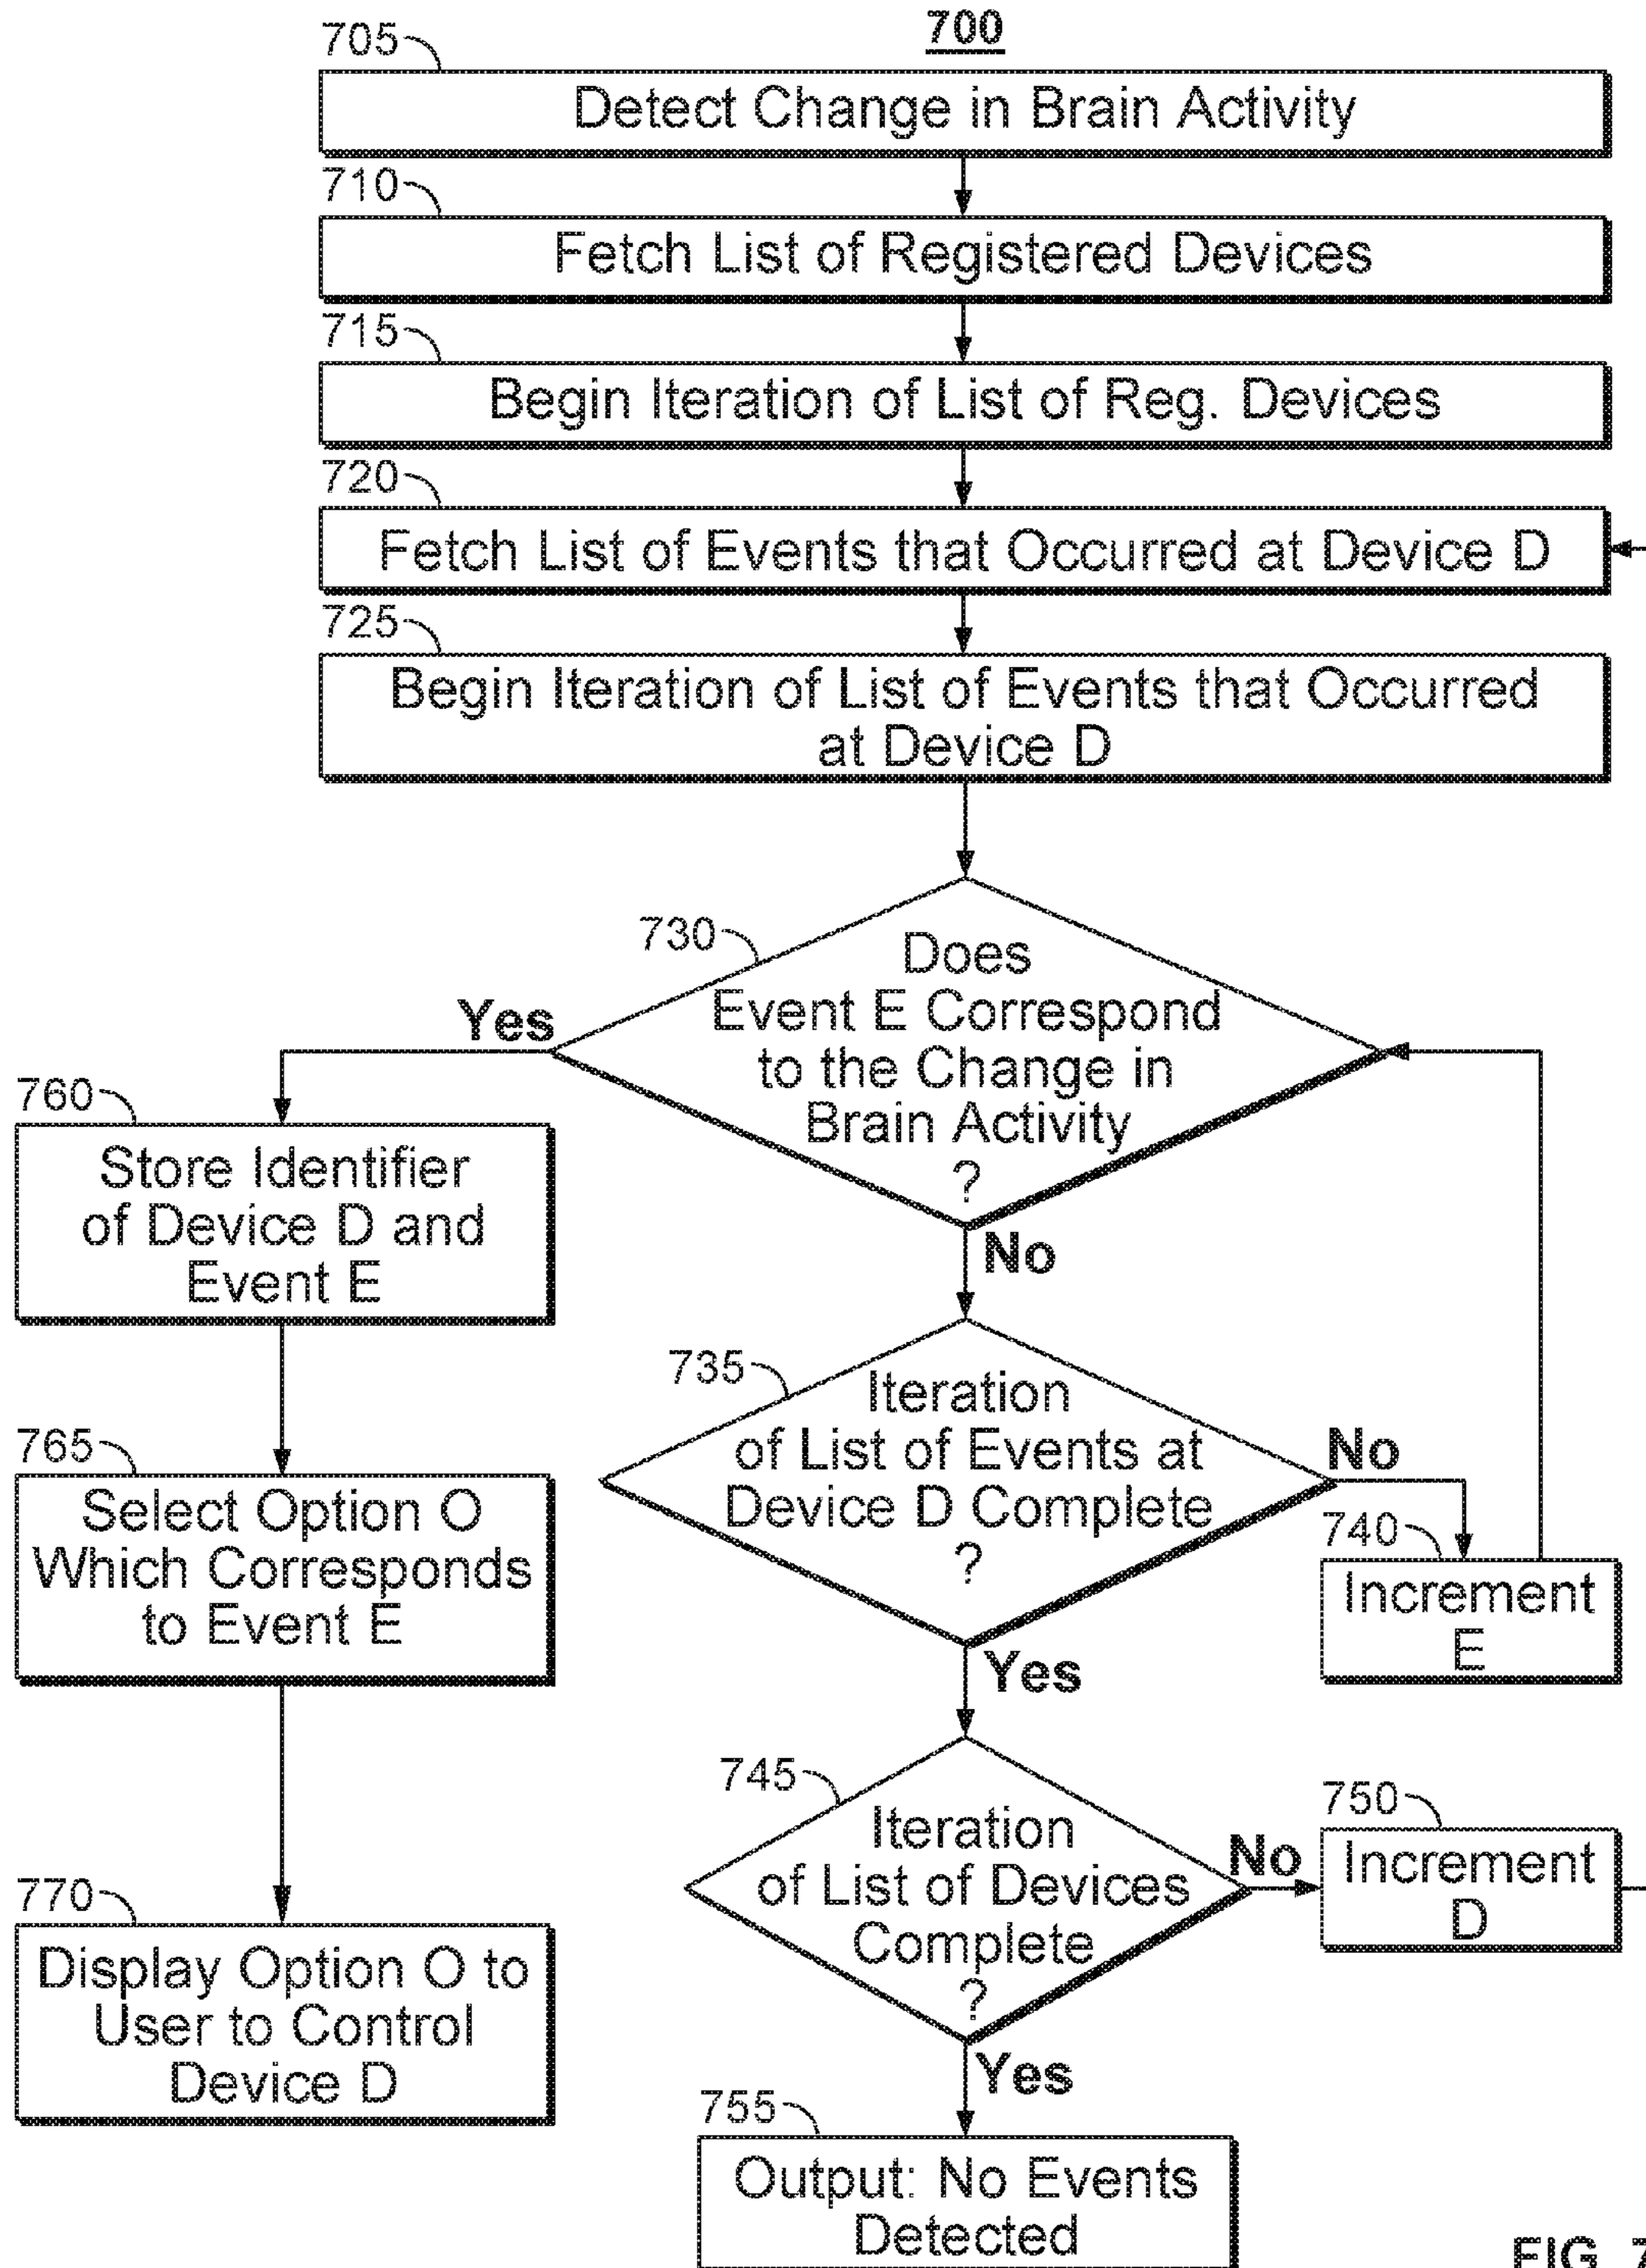 700
705
Detect Change in Brain Activity
710
Fetch List of Registered Devices
715
Begin Iteration of List of Reg. Devices
720
Fetch List of Events that Occurred at Device D
725
Begin Iteration of List of Events that Occurred
at Device D
730
Does
Event E Correspond
to the Change in
Brain Activity
?
Yes
No
760
Store Identifier
of Device D and
Event E
735
Iteration
of List of Events at
Device D Complete
?
No
Yes
740
Increment
E
765
Select Option O
Which Corresponds
to Event E
745
Iteration
of List of Devices
Complete
?
No
Yes
750
Increment
D
770
Display Option O to
User to Control
Device D
755
Output: No Events
Detected
FIG. 7